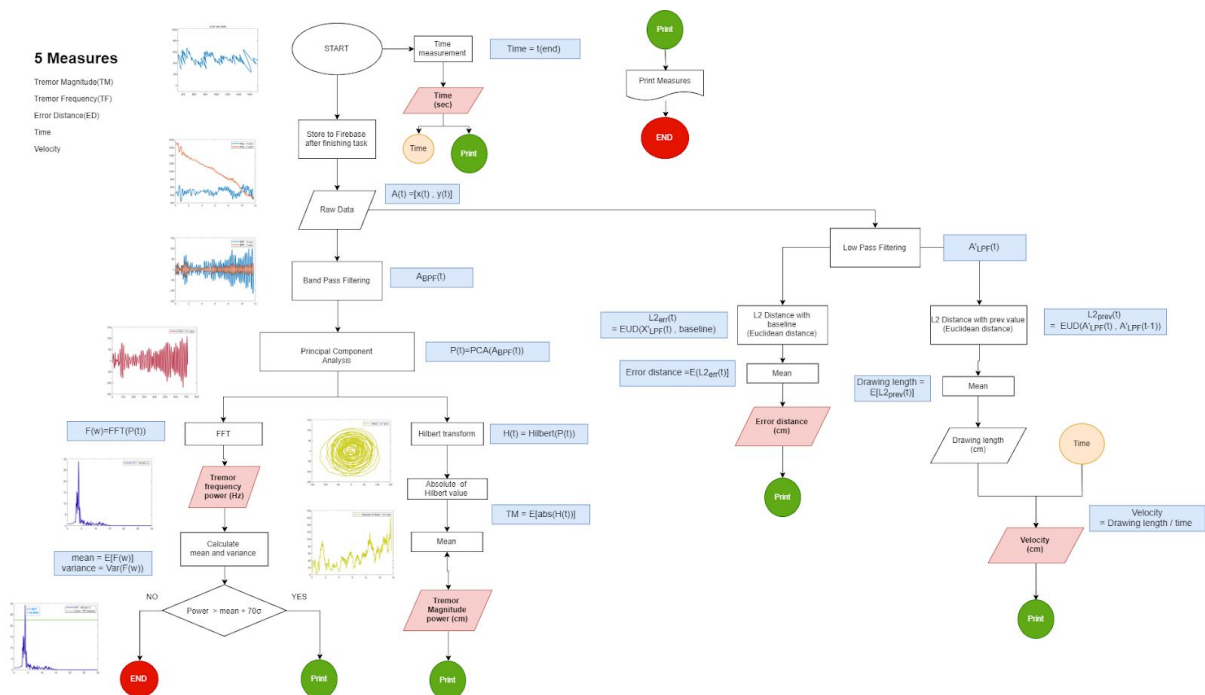 5 Measures
Tremor Magnitude(TM)
Tremor Frequency(TF)
Error Distance(ED)
Time
Velocity
START
Time
measurement
Time = t(end)
Time
(sec)
Time
Print
Print
Print Measures
END
Store to Firebase
after finishing task
Raw Data
A(t) =[x(t) , y(t)]
Low Pass Filtering
A'LPF(t)
Band Pass Filtering
ABPF(t)
L2err(t)
= EUD(X'LPF(t) , baseline)
L2 Distance with
baseline
(Euclidean distance)
L2 Distance with prev.value
(Euclidean distance)
L2prev(t)
= EUD(A'LPF(t) , A'LPF(t-1))
Principal Component
Analysis
P(t)=PCA(ABPF(t))
Error distance =E(L2err(t)]
Mean
Drawing length =
E[L2prev(t)]
Mean
F(w)=FFT(P(t))
FFT
Hilbert transform
H(t) = Hilbert(P(t))
Error distance
(cm)
Drawing length
(cm)
Time
Tremor
frequency
power (Hz)
Absolute of
Hilbert value
Print
TM = E[abs(H(t))]
Velocity
= Drawing length / time
mean = E[F(w)]
variance = Var(F(w))
Calculate
mean and variance
Mean
Velocity
(cm)
NO
Power > mean + 70σ
YES
Tremor
Magnitude
power (cm)
Print
END
Print
Print